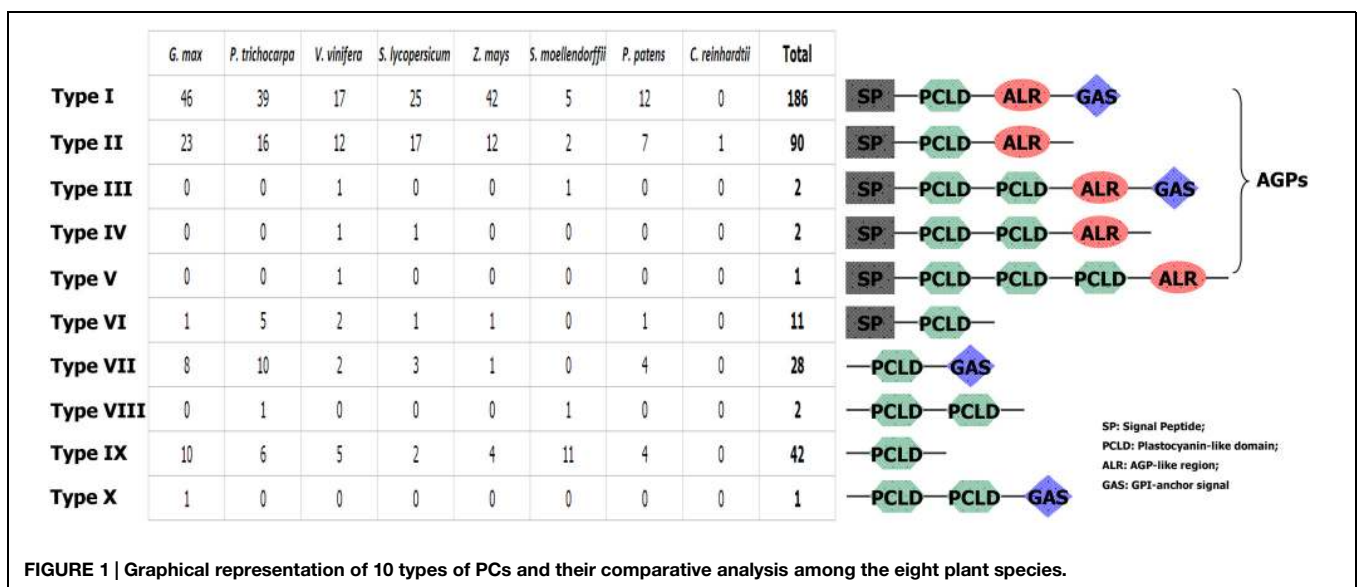 G. max P. trichocarpa V. vinifera S. lycopersicum Z. mays S. moellendorffii P. patens C. reinhardtii Total
Type I 46 39 17 25 42 5 12 0 186 SP PCLD ALR GAS
Type II 23 16 12 17 12 2 7 1 90 SP PCLD ALR
Type III 0 0 1 0 0 1 0 0 2 SP PCLD PCLD ALR GAS
AGPs
Type IV 0 0 1 1 0 0 0 0 2 SP PCLD PCLD ALR
Type V 0 0 1 0 0 0 0 0 1 SP PCLD PCLD PCLD ALR
Type VI 1 5 2 1 1 0 1 0 11 SP PCLD
Type VII 8 10 2 3 1 0 4 0 28 PCLD GAS
Type VIII 0 1 0 0 0 1 0 0 2 PCLD PCLD
Type IX 10 6 5 2 4 11 4 0 42 PCLD
Type X 1 0 0 0 0 0 0 0 1 PCLD PCLD GAS
SP: Signal Peptide;
PCLD: Plastocyanin-like domain;
ALR: AGP-like region;
GAS: GPI-anchor signal
FIGURE 1 | Graphical representation of 10 types of PCs and their comparative analysis among the eight plant species.